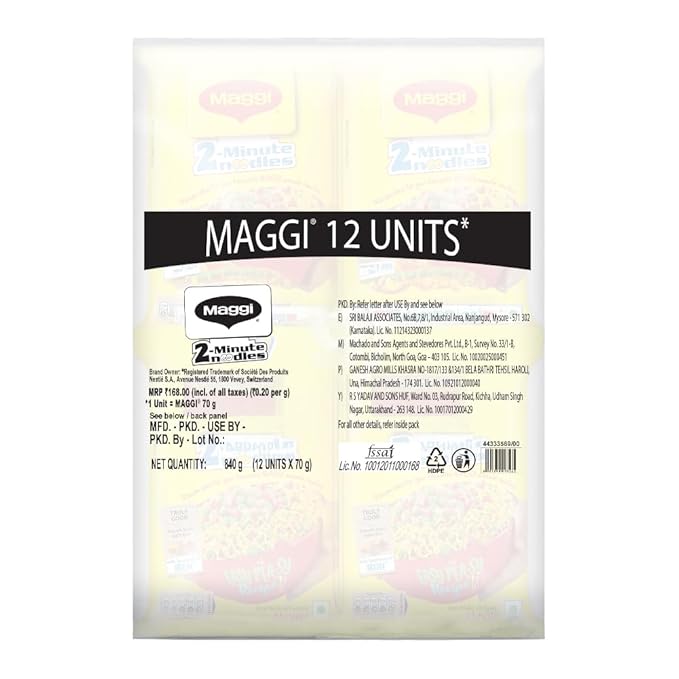 Maggi
Maggi
2-Minute
noodles
2-Minute
noodles
MAGGI® 12 UNITS*
Maggi
2-Minute
noodles
Brand Owner: *Registered Trademark of Société Des Produits
Nestlé S.A., Avenue Nestlé 55, 1800 Vevey, Switzerland
MRP ₹168.00 (incl. of all taxes) (₹0.20 per g)
*1 Unit = MAGGI® 70 g
See below / back panel
MFD. - PKD. - USE BY -
PKD. By - Lot No.:
NET QUANTITY: 840 g (12 UNITS X 70 g)
PKD. By: Refer letter after USE By and see below
E) SRI BALAJI ASSOCIATES, No.6B,7,8/1, Industrial Area, Nanjangud, Mysore - 571 302
(Karnataka). Lic. No. 11214323000137
M) Machado and Sons Agents and Stevedores Pvt. Ltd., B-1, Survey No. 33/1-B,
Cotombi, Bicholim, North Goa, Goa - 403 105. Lic. No. 10020025000451
P) GANESH AGRO MILLS KHASRA NO-1817/133 &134/1 BELA BATHRI TEHSIL HAROLI,
Una, Himachal Pradesh - 174 301. Lic. No. 10921012000040
Y) R S YADAV AND SONS HUF, Ward No. 03, Rudrapur Road, Kichha, Udham Singh
Nagar, Uttarakhand - 263 148. Lic. No. 10017012000429
For all other details, refer inside pack
fssai
Lic. No. 10012011000168
2
HDPE
44333569/00